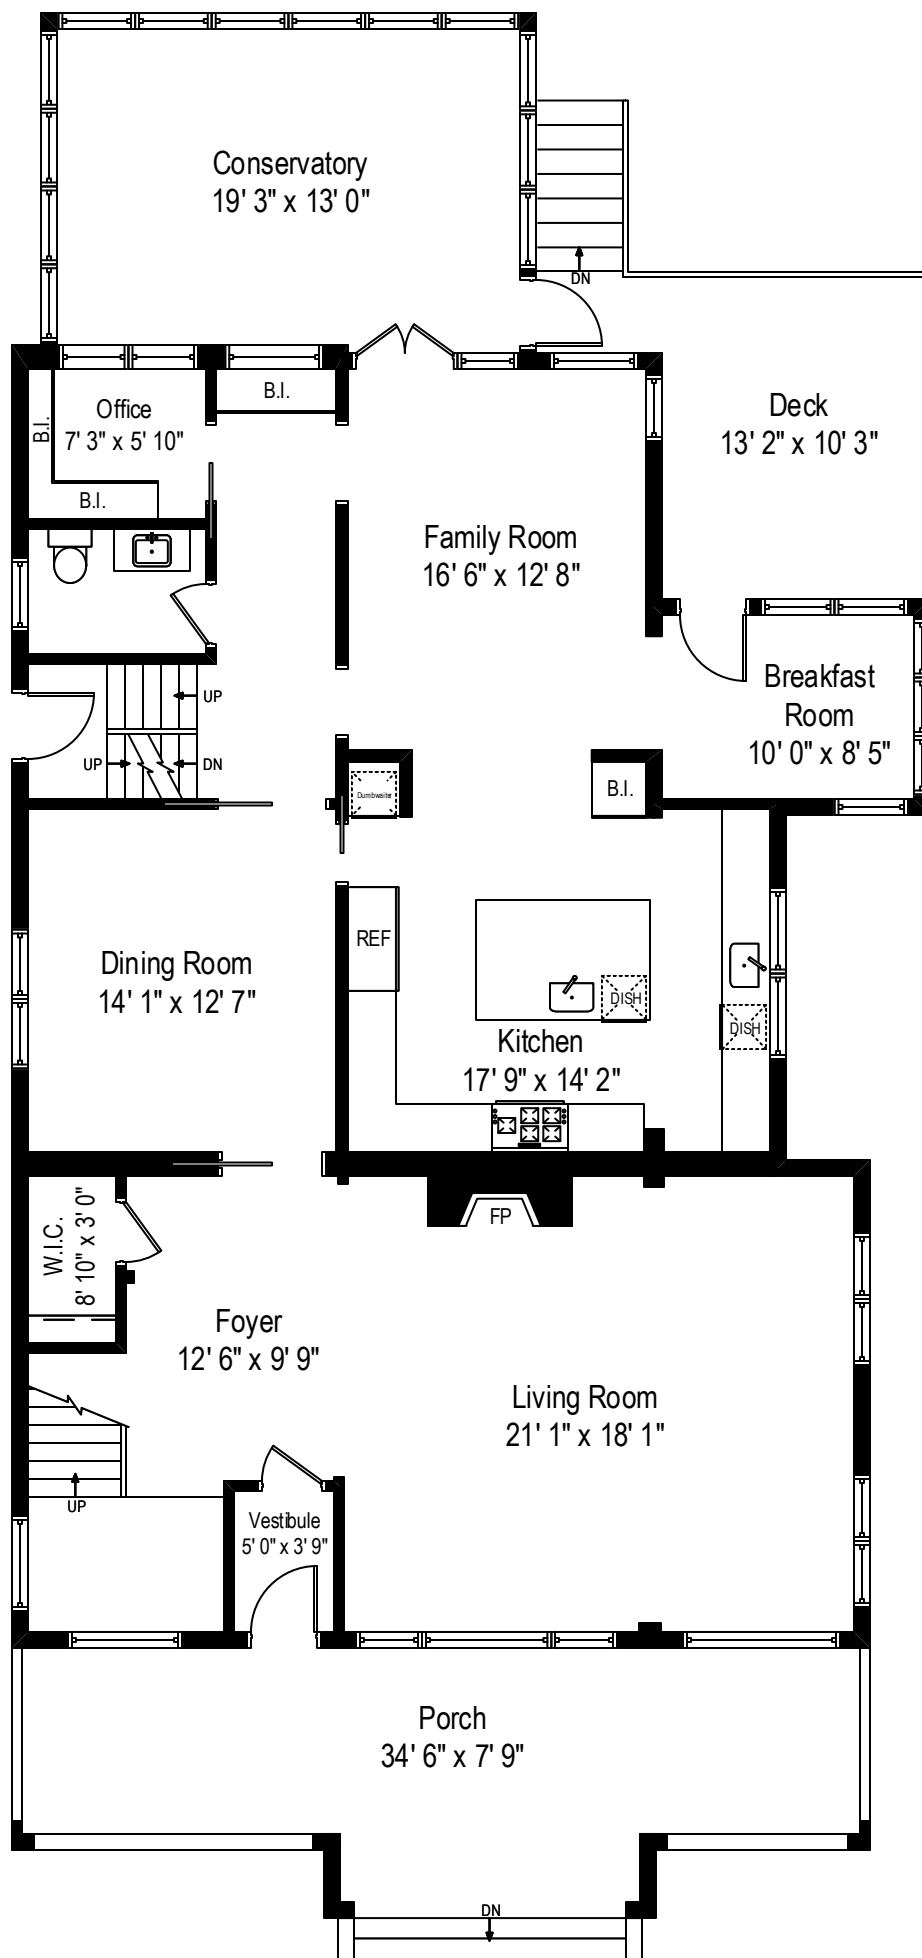 Conservatory
19' 3" x 13' 0"
DN
B.I.
Office
7' 3" x 5' 10"
B.I.
B.I.
Deck
13' 2" x 10' 3"
Family Room
16' 6" x 12' 8"
UP
UP
DN
Breakfast
Room
10' 0" x 8' 5"
Dumbwaiter
B.I.
REF
Dining Room
14' 1" x 12' 7"
DISH
DISH
Kitchen
17' 9" x 14' 2"
FP
W.I.C.
8' 10" x 3' 0"
Foyer
12' 6" x 9' 9"
Living Room
21' 1" x 18' 1"
UP
Vestibule
5' 0" x 3' 9"
Porch
34' 6" x 7' 9"
DN